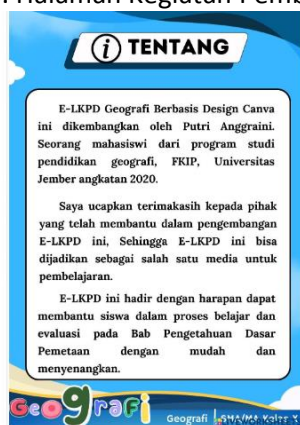 TENTANG
E-LKPD Geografi Berbasis Design Canva
ini dikembangkan oleh Putri Anggraini.
Seorang mahasiswi dari program studi
pendidikan geografi, FKIP, Universitas
Jember angkatan 2020.
Saya ucapkan terimakasih kepada pihak
yang telah membantu dalam pengembangan
E-LKPD ini, Sehingga E-LKPD ini bisa
dijadikan sebagai salah satu media untuk
pembelajaran.
E-LKPD ini hadir dengan harapan dapat
membantu siswa dalam proses belajar dan
evaluasi pada Bab Pengetahuan Dasar
Pemetaan dengan mudah dan
menyenangkan.
Geografi
Geografi | SMA/MA Kelas X